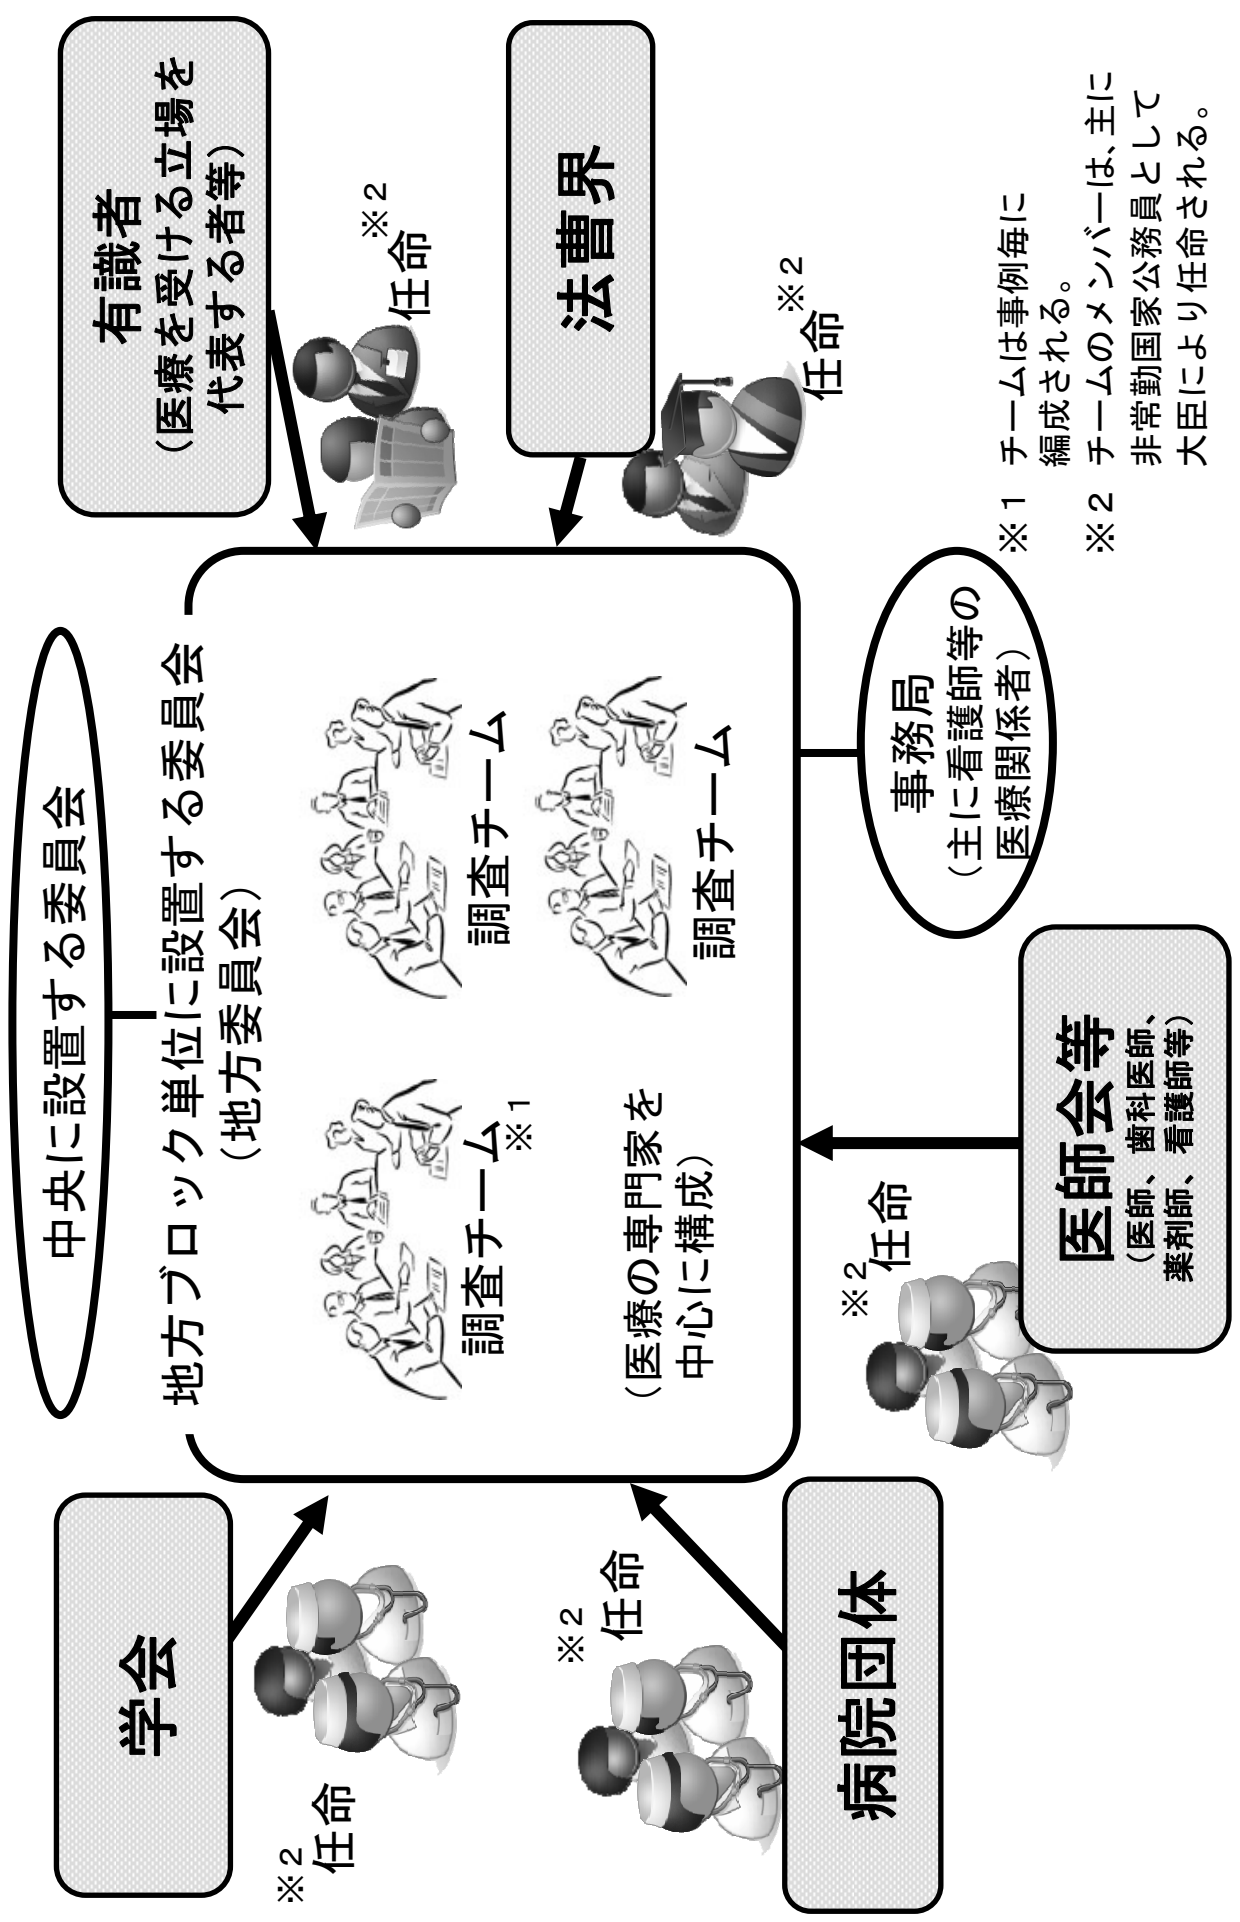 中央に設置する委員会
地方ブロック単位に設置する委員会
（地方委員会）
学会
※２
任命
病院団体
※２
任命
調査チーム
※１
調査チーム
調査チーム
（医療の専門家を
中心に構成）
有識者
（医療を受ける立場を
代表する者等）
※２
任命
法曹界
※２
任命
医師会等
（医師、歯科医師、
薬剤師、看護師等）
※２
任命
事務局
（主に看護師等の
医療関係者）
※１　チームは事例毎に
編成される。
※２　チームのメンバーは、主に
非常勤国家公務員として
大臣により任命される。